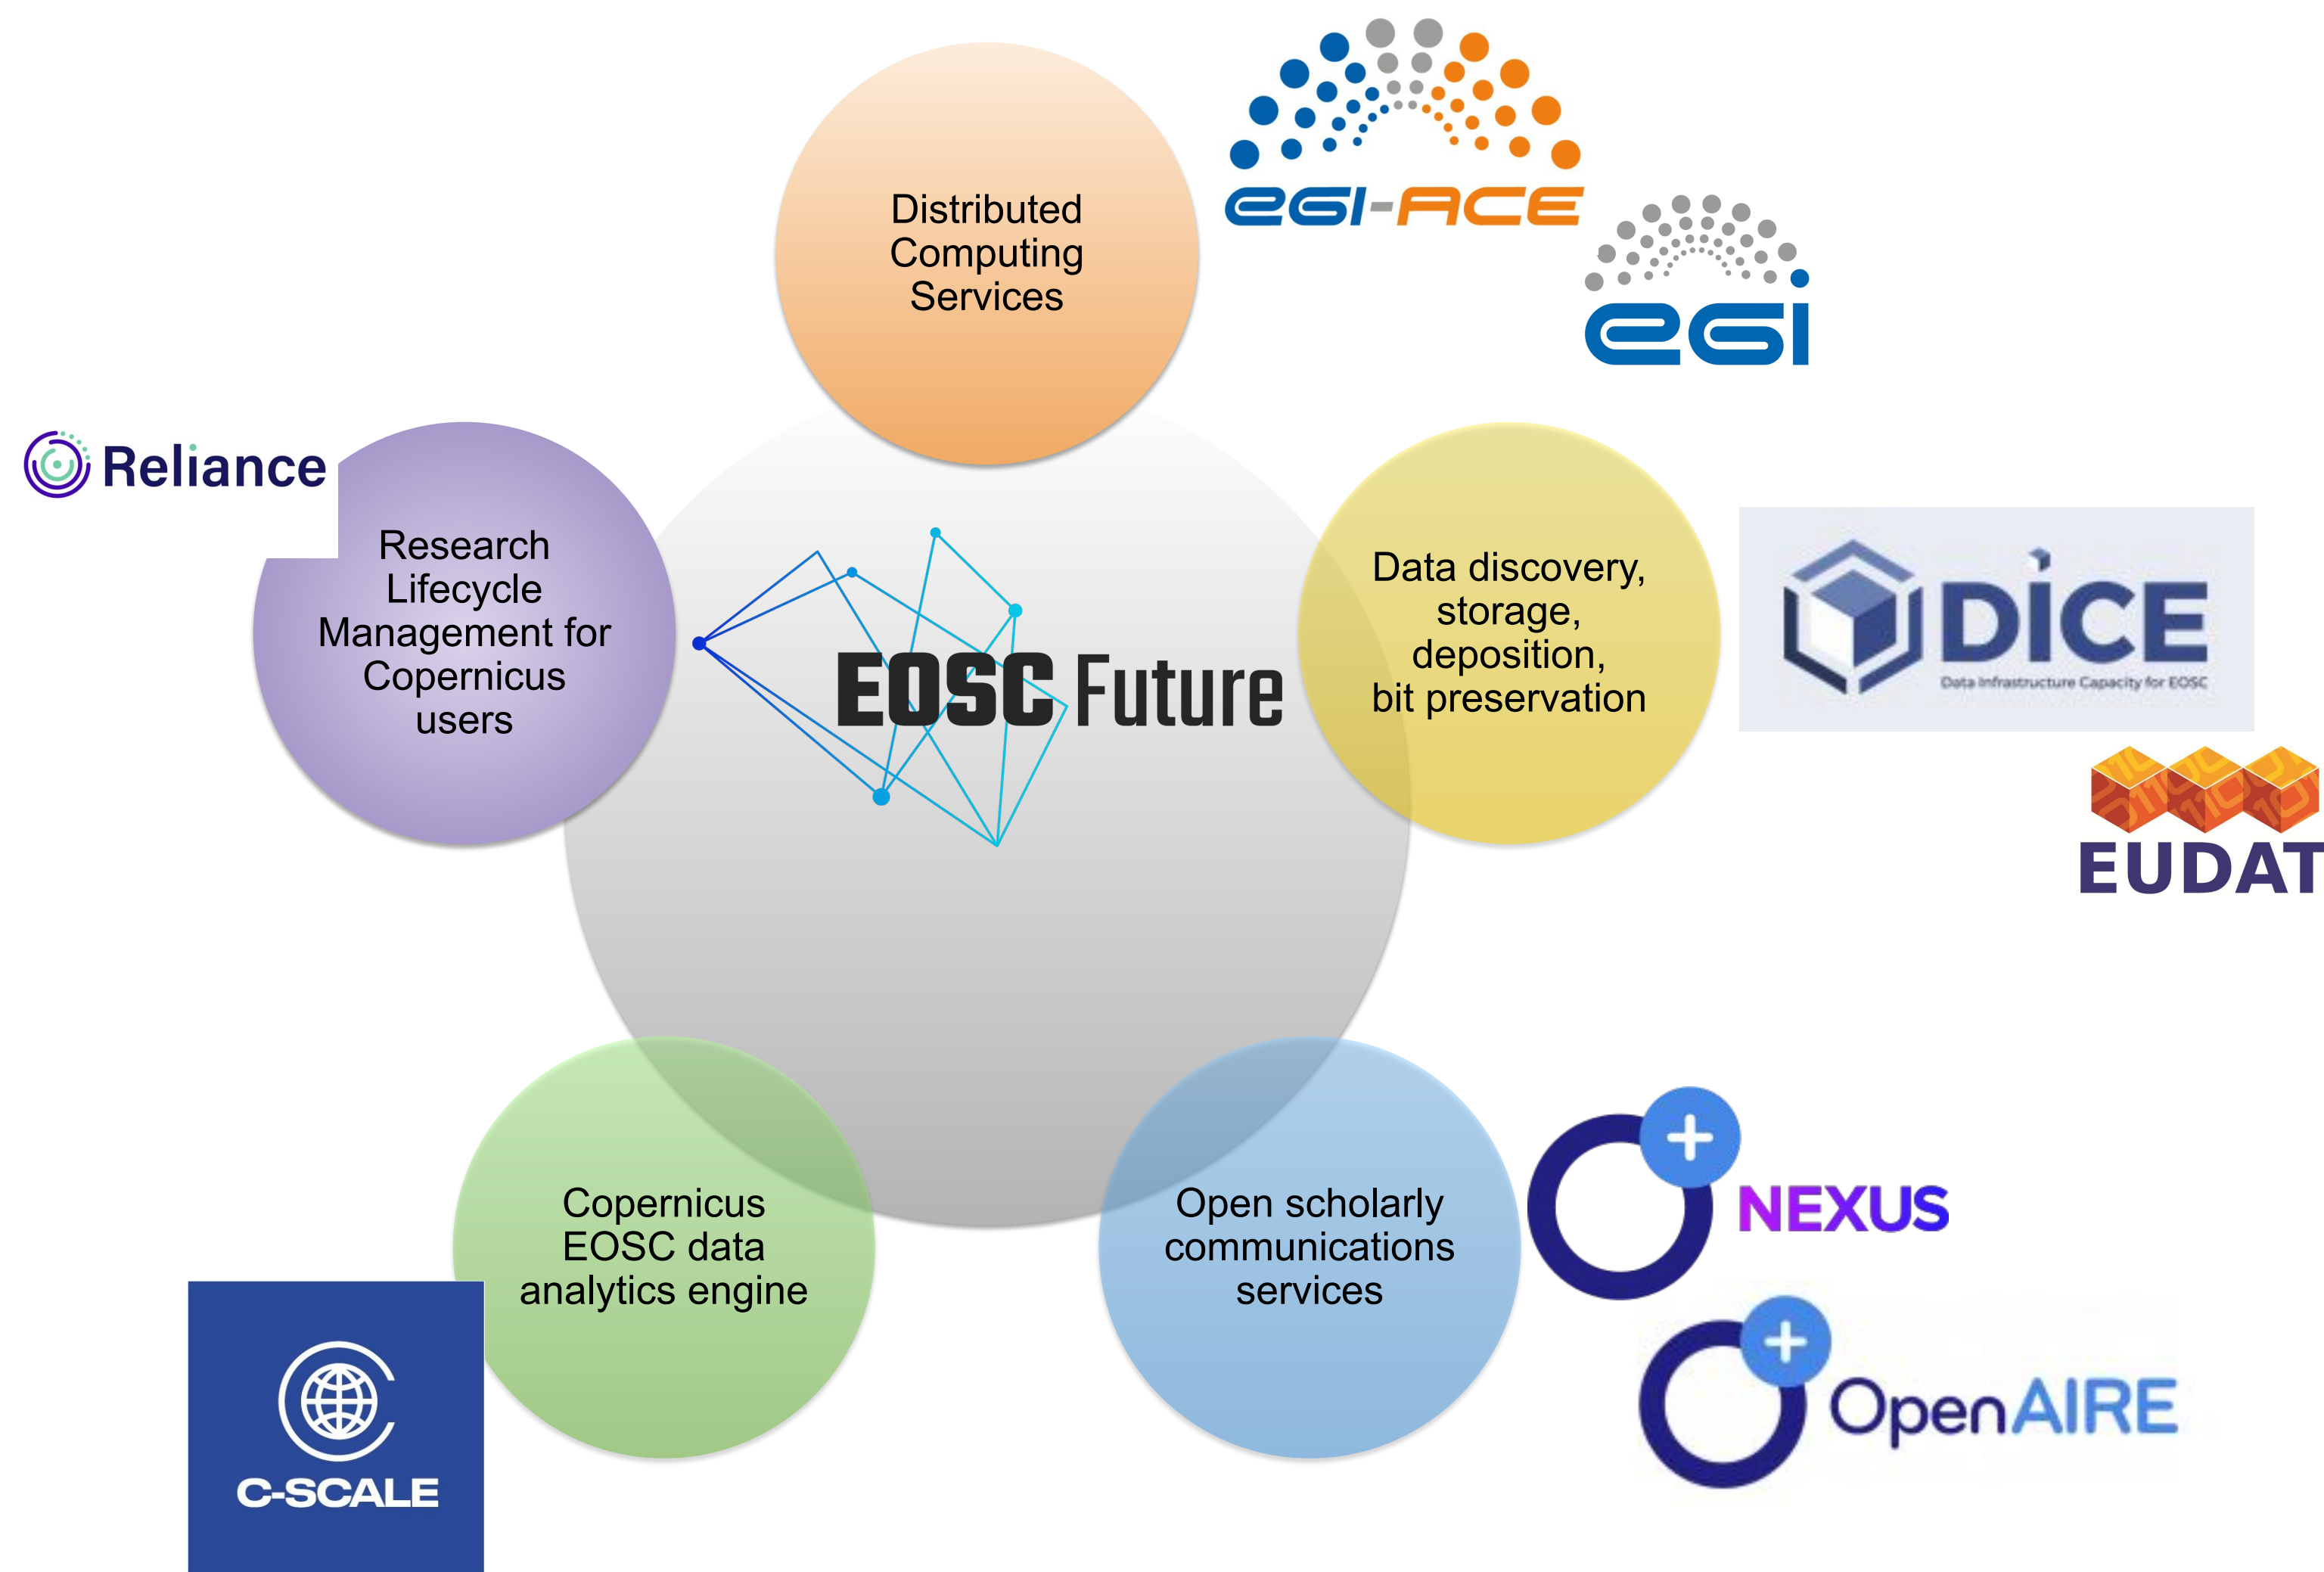 Distributed
Computing
Services
eGI-ACE
eGI
Reliance
Research
Lifecycle
Management for
Copernicus
users
EOSC Future
Data discovery,
storage,
deposition,
bit preservation
DICE
Data Infrastructure Capacity for EOSC
EUDAT
Copernicus
EOSC data
analytics engine
C-SCALE
Open scholarly
communications
services
NEXUS
OpenAIRE